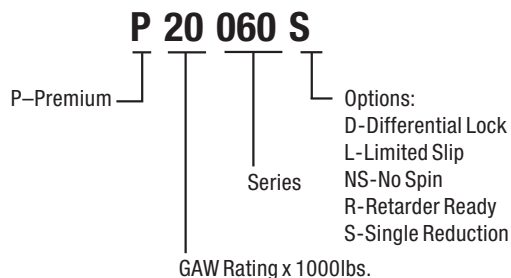 P 20 060 S
P–Premium
Options:
D-Differential Lock
L-Limited Slip
NS-No Spin
R-Retarder Ready
S-Single Reduction
Series
GAW Rating x 1000lbs.